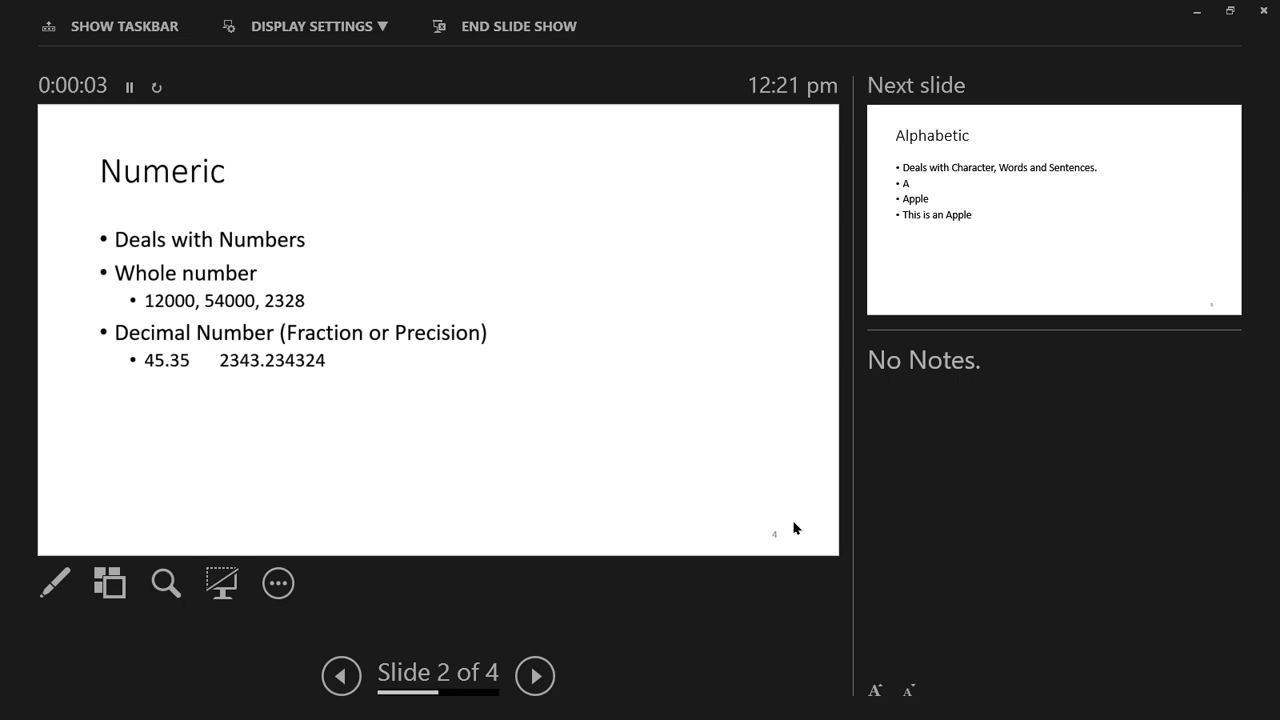 SHOW TASKBAR DISPLAY SETTINGS ▼ END SLIDE SHOW
0:00:03 12:21 pm
Numeric
• Deals with Numbers
• Whole number
• 12000, 54000, 2328
• Decimal Number (Fraction or Precision)
• 45.35 2343.234324
4
Slide 2 of 4
Next slide
Alphabetic
• Deals with Character, Words and Sentences.
• A
• Apple
• This is an Apple
No Notes.
A A